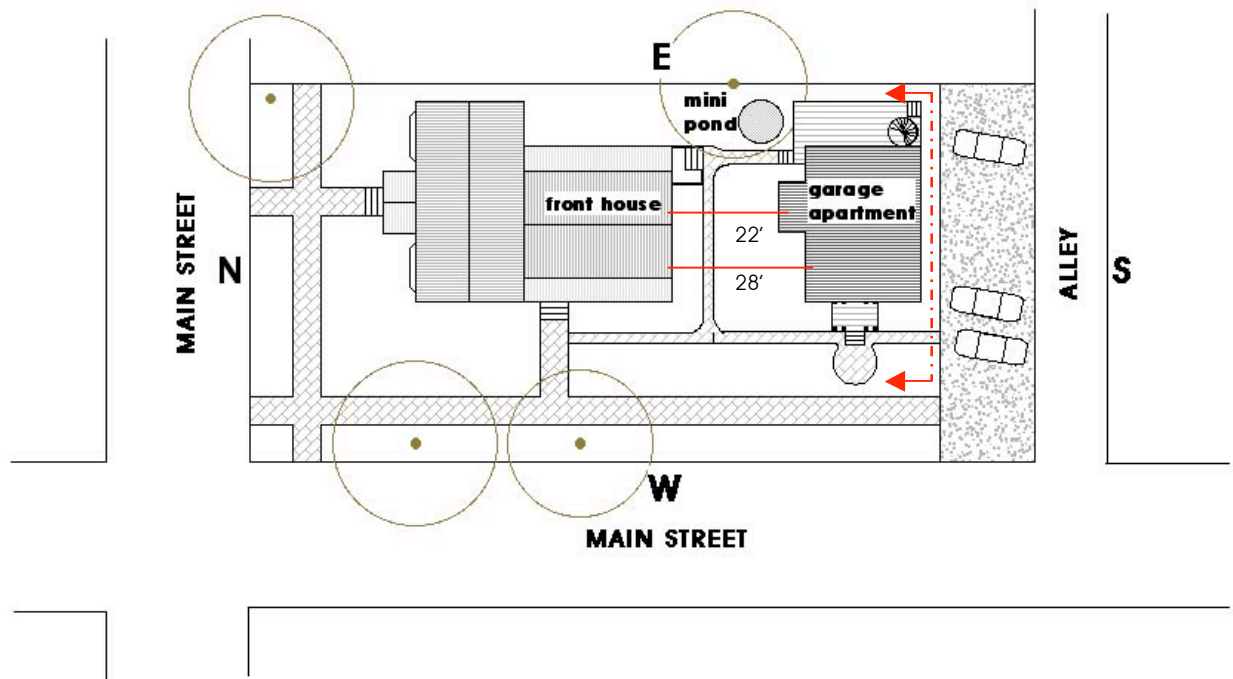 E
mini
pond
MAIN STREET
N
front house
garage
apartment
22’
28’
ALLEY
S
W
MAIN STREET